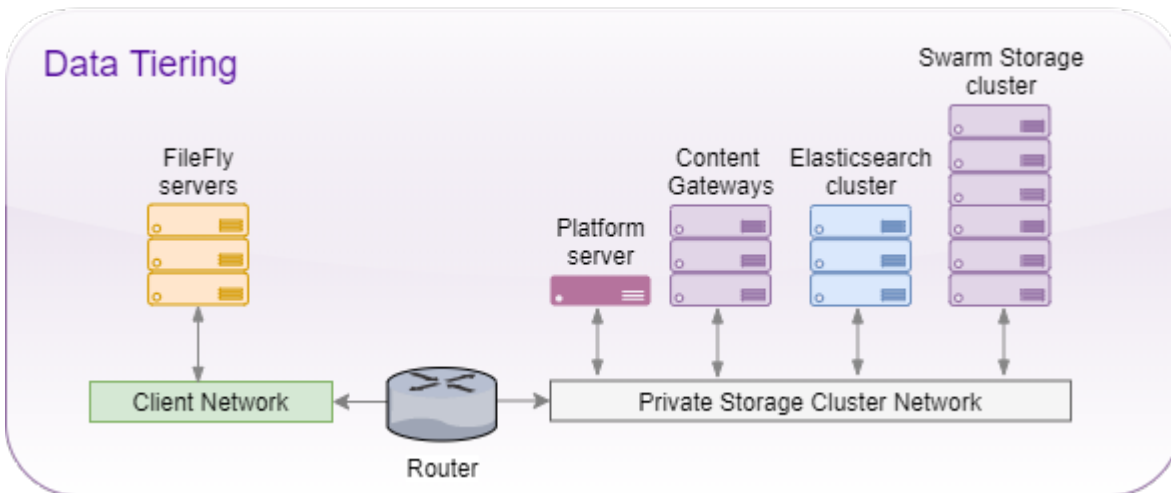 Data Tiering
Swarm Storage
cluster
FileFly
servers
Content
Gateways
Elasticsearch
cluster
Platform
server
Client Network
Private Storage Cluster Network
Router